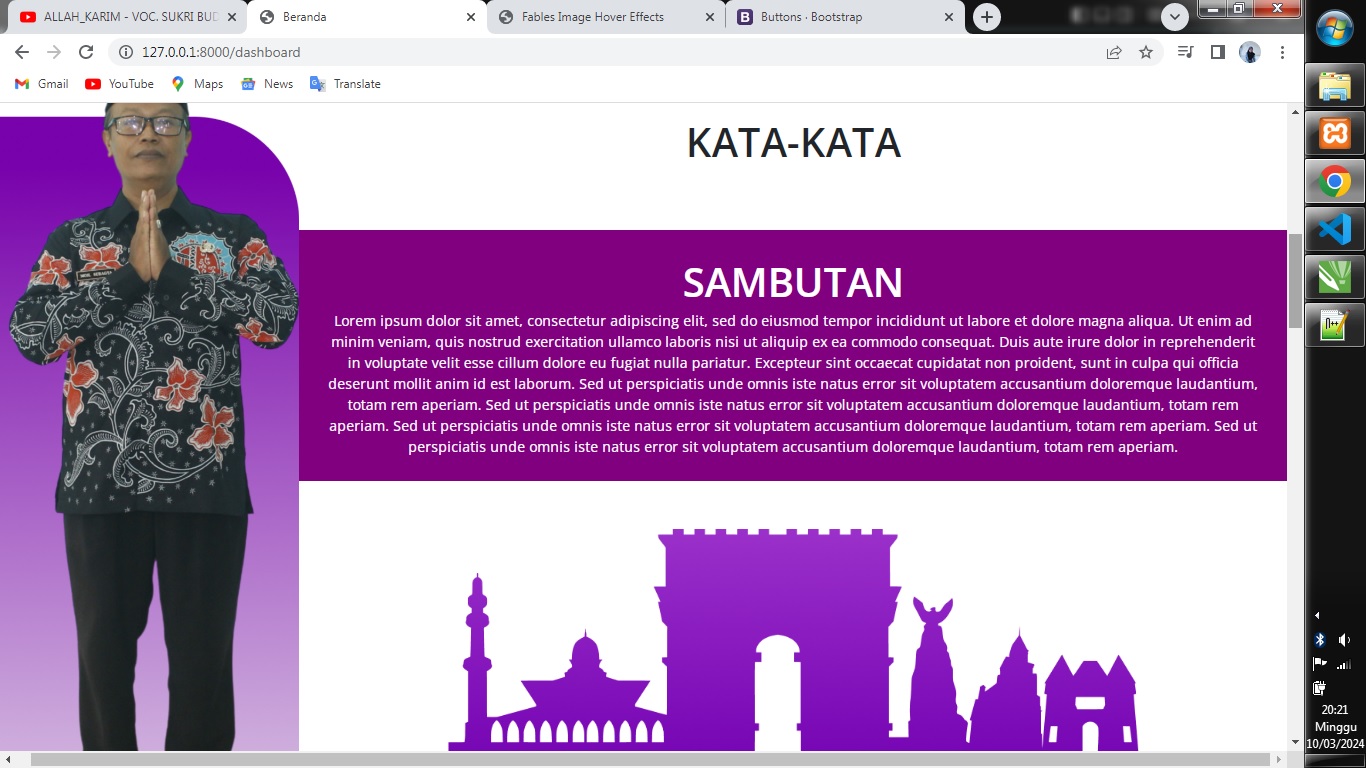 ALLAH_KARIM - VOC. SUKRI BUD
Beranda
Fables Image Hover Effects
Buttons · Bootstrap
127.0.0.1:8000/dashboard
Gmail
YouTube
Maps
News
Translate
KATA-KATA
SAMBUTAN
Lorem ipsum dolor sit amet, consectetur adipiscing elit, sed do eiusmod tempor incididunt ut labore et dolore magna aliqua. Ut enim ad
minim veniam, quis nostrud exercitation ullamco laboris nisi ut aliquip ex ea commodo consequat. Duis aute irure dolor in reprehenderit
in voluptate velit esse cillum dolore eu fugiat nulla pariatur. Excepteur sint occaecat cupidatat non proident, sunt in culpa qui officia
deserunt mollit anim id est laborum. Sed ut perspiciatis unde omnis iste natus error sit voluptatem accusantium doloremque laudantium,
totam rem aperiam. Sed ut perspiciatis unde omnis iste natus error sit voluptatem accusantium doloremque laudantium, totam rem
aperiam. Sed ut perspiciatis unde omnis iste natus error sit voluptatem accusantium doloremque laudantium, totam rem aperiam. Sed ut
perspiciatis unde omnis iste natus error sit voluptatem accusantium doloremque laudantium, totam rem aperiam.
20:21
Minggu
10/03/2024